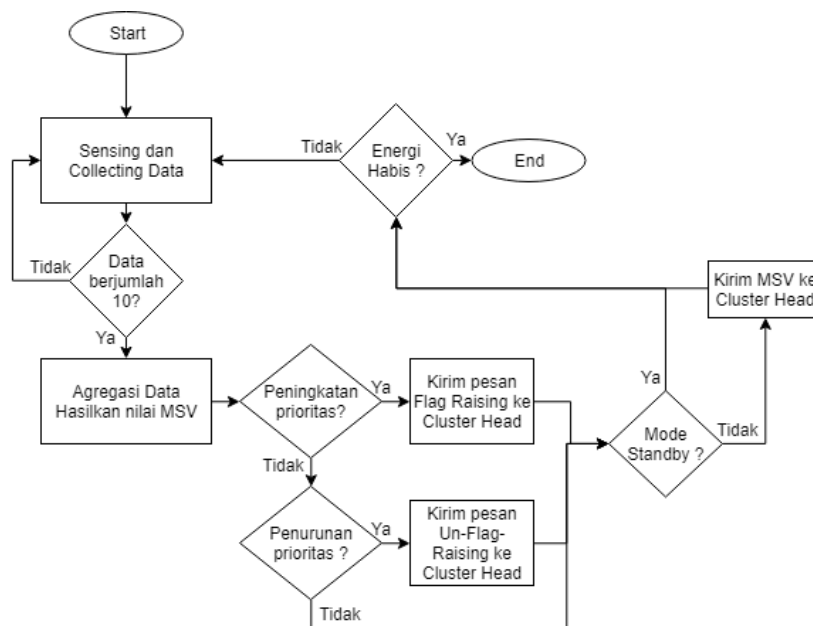 Start
Sensing dan
Collecting Data
Tidak
Energi
Habis ?
Ya
End
Tidak
Data
berjumlah
10?
Ya
Kirim MSV ke
Cluster Head
Agregasi Data
Hasilkan nilai MSV
Peningkatan
prioritas?
Ya
Kirim pesan
Flag Raising ke
Cluster Head
Ya
Mode
Standby ?
Tidak
Tidak
Penurunan
prioritas ?
Ya
Kirim pesan
Un-Flag-
Raising ke
Cluster Head
Tidak